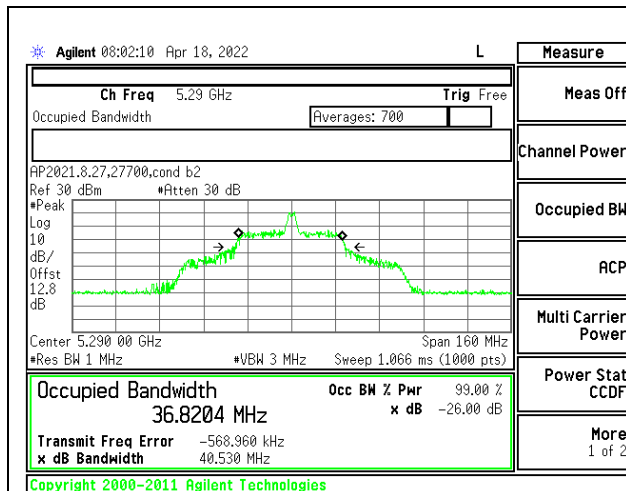 Agilent 08:02:10 Apr 18, 2022 L
Measure
Ch Freq 5.29 GHz Trig Free
Meas Off
Occupied Bandwidth Averages: 700
Channel Power
AP2021.8.27,27700,cond b2
Ref 30 dBm #Atten 30 dB
#Peak
Log
10
dB/
Offst
12.8
dB
Occupied BW
ACP
Center 5.290 00 GHz Span 160 MHz
#Res BW 1 MHz #VBW 3 MHz Sweep 1.066 ms (1000 pts)
Multi Carrier
Power
Occupied Bandwidth Occ BW % Pwr 99.00 %
36.8204 MHz x dB -26.00 dB
Power Stat
CCDF
Transmit Freq Error -568.960 kHz
x dB Bandwidth 40.530 MHz
More
1 of 2
Copyright 2000-2011 Agilent Technologies